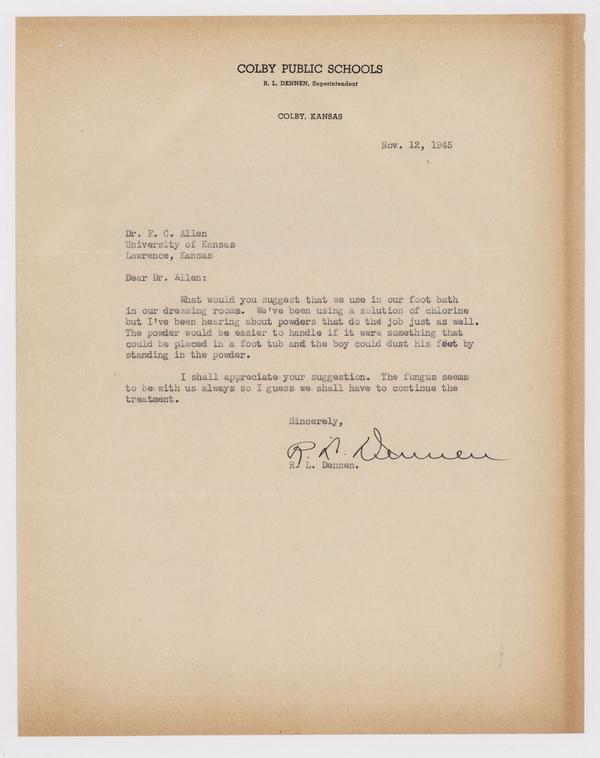 COLBY PUBLIC SCHOOLS
R. L. DENNEN, Superintendent
COLBY, KANSAS
Nov. 12, 1945
Dr. F. C. Allen
University of Kansas
Lawrence, Kansas
Dear Dr. Allen:
What would you suggest that we use in our foot bath
in our dressing rooms. We've been using a solution of chlorine
but I've been hearing about powders that do the job just as well.
The powder would be easier to handle if it were something that
could be placed in a foot tub and the boy could dust his feet by
standing in the powder.
I shall appreciate your suggestion. The fungus seems
to be with us always so I guess we shall have to continue the
treatment.
Sincerely,
R. L. Dennen
R. L. Dennen.